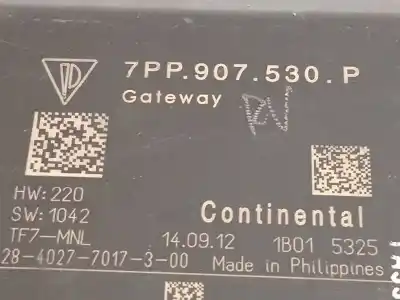 7PP.907.530.P
Gateway
HW:220
SW:1042
TF7-MNL
Continental
14.09.12
1B01 5325
28-4027-7017-3-00
Made in Philippines